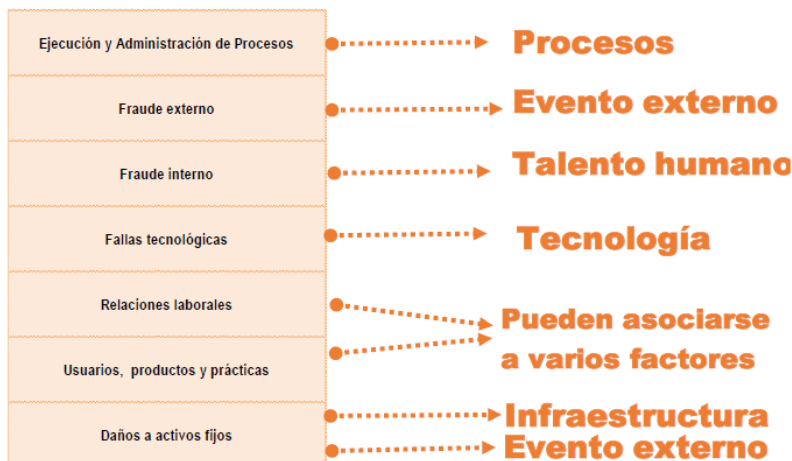 Ejecución y Administración de Procesos
Procesos
Fraude externo
Evento externo
Fraude interno
Talento humano
Fallas tecnológicas
Tecnología
Relaciones laborales
Usuarios, productos y prácticas
Pueden asociarse
a varios factores
Daños a activos fijos
Infraestructura
Evento externo